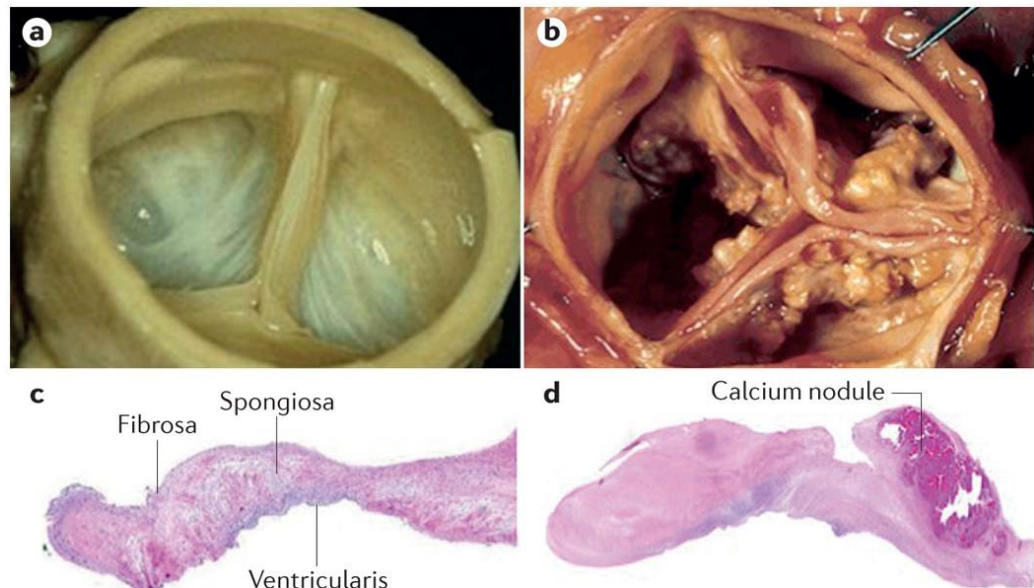 a
b
c
Spongiosa
Fibrosa
Ventricularis
d
Calcium nodule